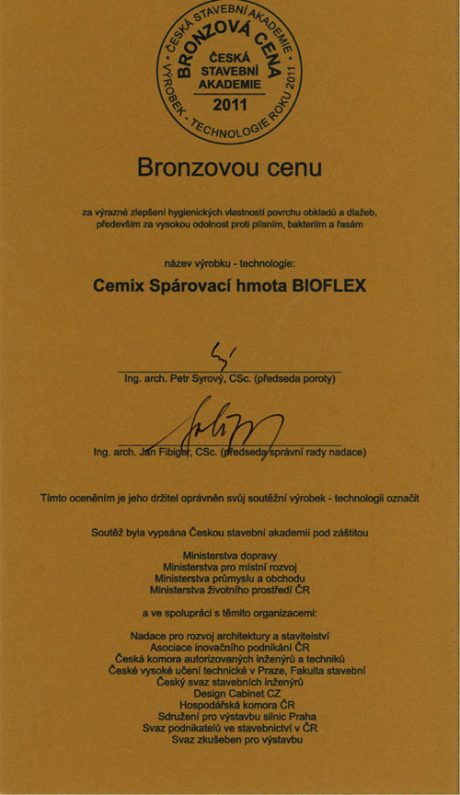 ČESKÁ STAVEBNÍ AKADEMIE
BRONZOVÁ CENA
ČESKÁ
STAVEBNÍ
AKADEMIE
2011
VÝROBEK - TECHNOLOGIE ROKU 2011
Bronzovou cenu
za výrazné zlepšení hygienických vlastností povrchu obkladů a dlažeb,
především za vysokou odolnost proti plísním, bakteriím a řasám
název výrobku - technologie:
Cemix Spárovací hmota BIOFLEX
Ing. arch. Petr Syrový, CSc. (předseda poroty)
Ing. arch. Jan Fibiger, CSc. (předseda správní rady nadace)
Tímto oceněním je jeho držitel oprávněn svůj soutěžní výrobek - technologii označit
Soutěž byla vypsána Českou stavební akademií pod záštitou
Ministerstva dopravy
Ministerstva pro místní rozvoj
Ministerstva průmyslu a obchodu
Ministerstva životního prostředí ČR
a ve spolupráci s těmito organizacemi:
Nadace pro rozvoj architektury a stavitelství
Asociace inovačního podnikání ČR
Česká komora autorizovaných inženýrů a techniků
České vysoké učení technické v Praze, Fakulta stavební
Český svaz stavebních inženýrů
Design Cabinet CZ
Hospodářská komora ČR
Sdružení pro výstavbu silnic Praha
Svaz podnikatelů ve stavebnictví v ČR
Svaz zkušeben pro výstavbu